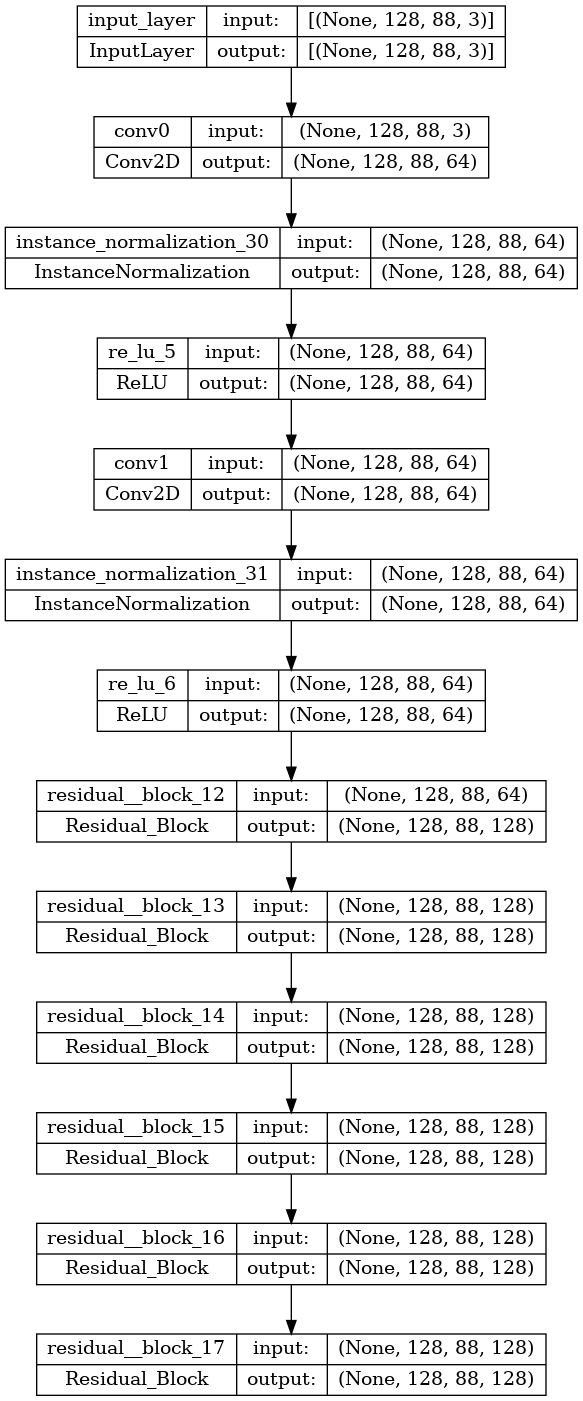 input_layer input: [(None, 128, 88, 3)]
InputLayer output: [(None, 128, 88, 3)]
conv0 input: (None, 128, 88, 3)
Conv2D output: (None, 128, 88, 64)
instance_normalization_30 input: (None, 128, 88, 64)
InstanceNormalization output: (None, 128, 88, 64)
re_lu_5 input: (None, 128, 88, 64)
ReLU output: (None, 128, 88, 64)
conv1 input: (None, 128, 88, 64)
Conv2D output: (None, 128, 88, 64)
instance_normalization_31 input: (None, 128, 88, 64)
InstanceNormalization output: (None, 128, 88, 64)
re_lu_6 input: (None, 128, 88, 64)
ReLU output: (None, 128, 88, 64)
residual__block_12 input: (None, 128, 88, 64)
Residual_Block output: (None, 128, 88, 128)
residual__block_13 input: (None, 128, 88, 128)
Residual_Block output: (None, 128, 88, 128)
residual__block_14 input: (None, 128, 88, 128)
Residual_Block output: (None, 128, 88, 128)
residual__block_15 input: (None, 128, 88, 128)
Residual_Block output: (None, 128, 88, 128)
residual__block_16 input: (None, 128, 88, 128)
Residual_Block output: (None, 128, 88, 128)
residual__block_17 input: (None, 128, 88, 128)
Residual_Block output: (None, 128, 88, 128)